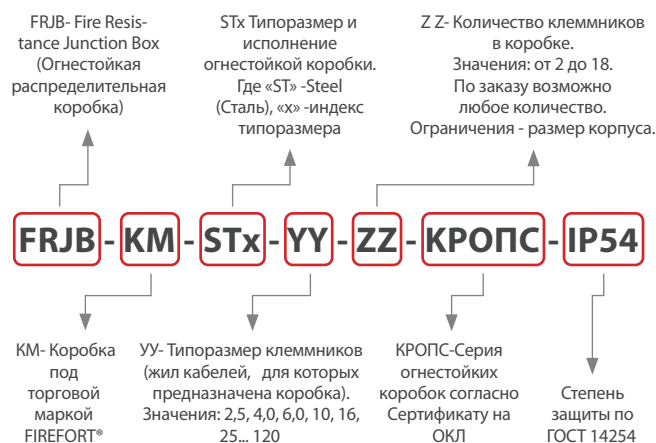 FRJB- Fire Resis-
tance Junction Box
(Огнестойкая
распределительная
коробка)
STx Типоразмер и
исполнение
огнестойкой коробки.
Где «ST» -Steel
(Сталь), «x» -индекс
типоразмера
Z Z- Количество клеммников
в коробке.
Значения: от 2 до 18.
По заказу возможно
любое количество.
Ограничения - размер корпуса.
FRJB - KM - STx - YY - ZZ - КРОПС - IP54
КМ- Коробка
под
торговой
маркой
FIREFORT®
УУ- Типоразмер клеммников
(жил кабелей, для которых
предназначена коробка).
Значения: 2,5, 4,0, 6,0, 10, 16,
25... 120
КРОПС-Серия
огнестойких
коробок согласно
Сертификату на
ОКЛ
Степень
защиты по
ГОСТ 14254